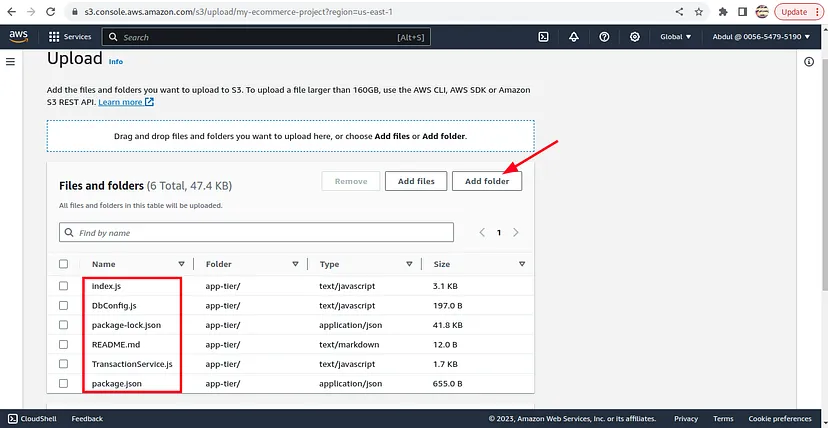 s3.console.aws.amazon.com/s3/upload/my-ecommerce-project?region=us-east-1
Update
aws
Services
Search
[Alt+S]
Global
Abdul @ 0056-5479-5190
Upload
Info
Add the files and folders you want to upload to S3. To upload a file larger than 160GB, use the AWS CLI, AWS SDK or Amazon
S3 REST API. Learn more
Drag and drop files and folders you want to upload here, or choose Add files or Add folder.
Files and folders (6 Total, 47.4 KB)
Remove
Add files
Add folder
All files and folders in this table will be uploaded.
Find by name
1
Name Folder Type Size
index.js app-tier/ text/javascript 3.1 KB
DbConfig.js app-tier/ text/javascript 197.0 B
package-lock.json app-tier/ application/json 41.8 KB
README.md app-tier/ text/markdown 12.0 B
TransactionService.js app-tier/ text/javascript 1.7 KB
package.json app-tier/ application/json 655.0 B
CloudShell
Feedback
© 2023, Amazon Web Services, Inc. or its affiliates.
Privacy
Terms
Cookie preferences